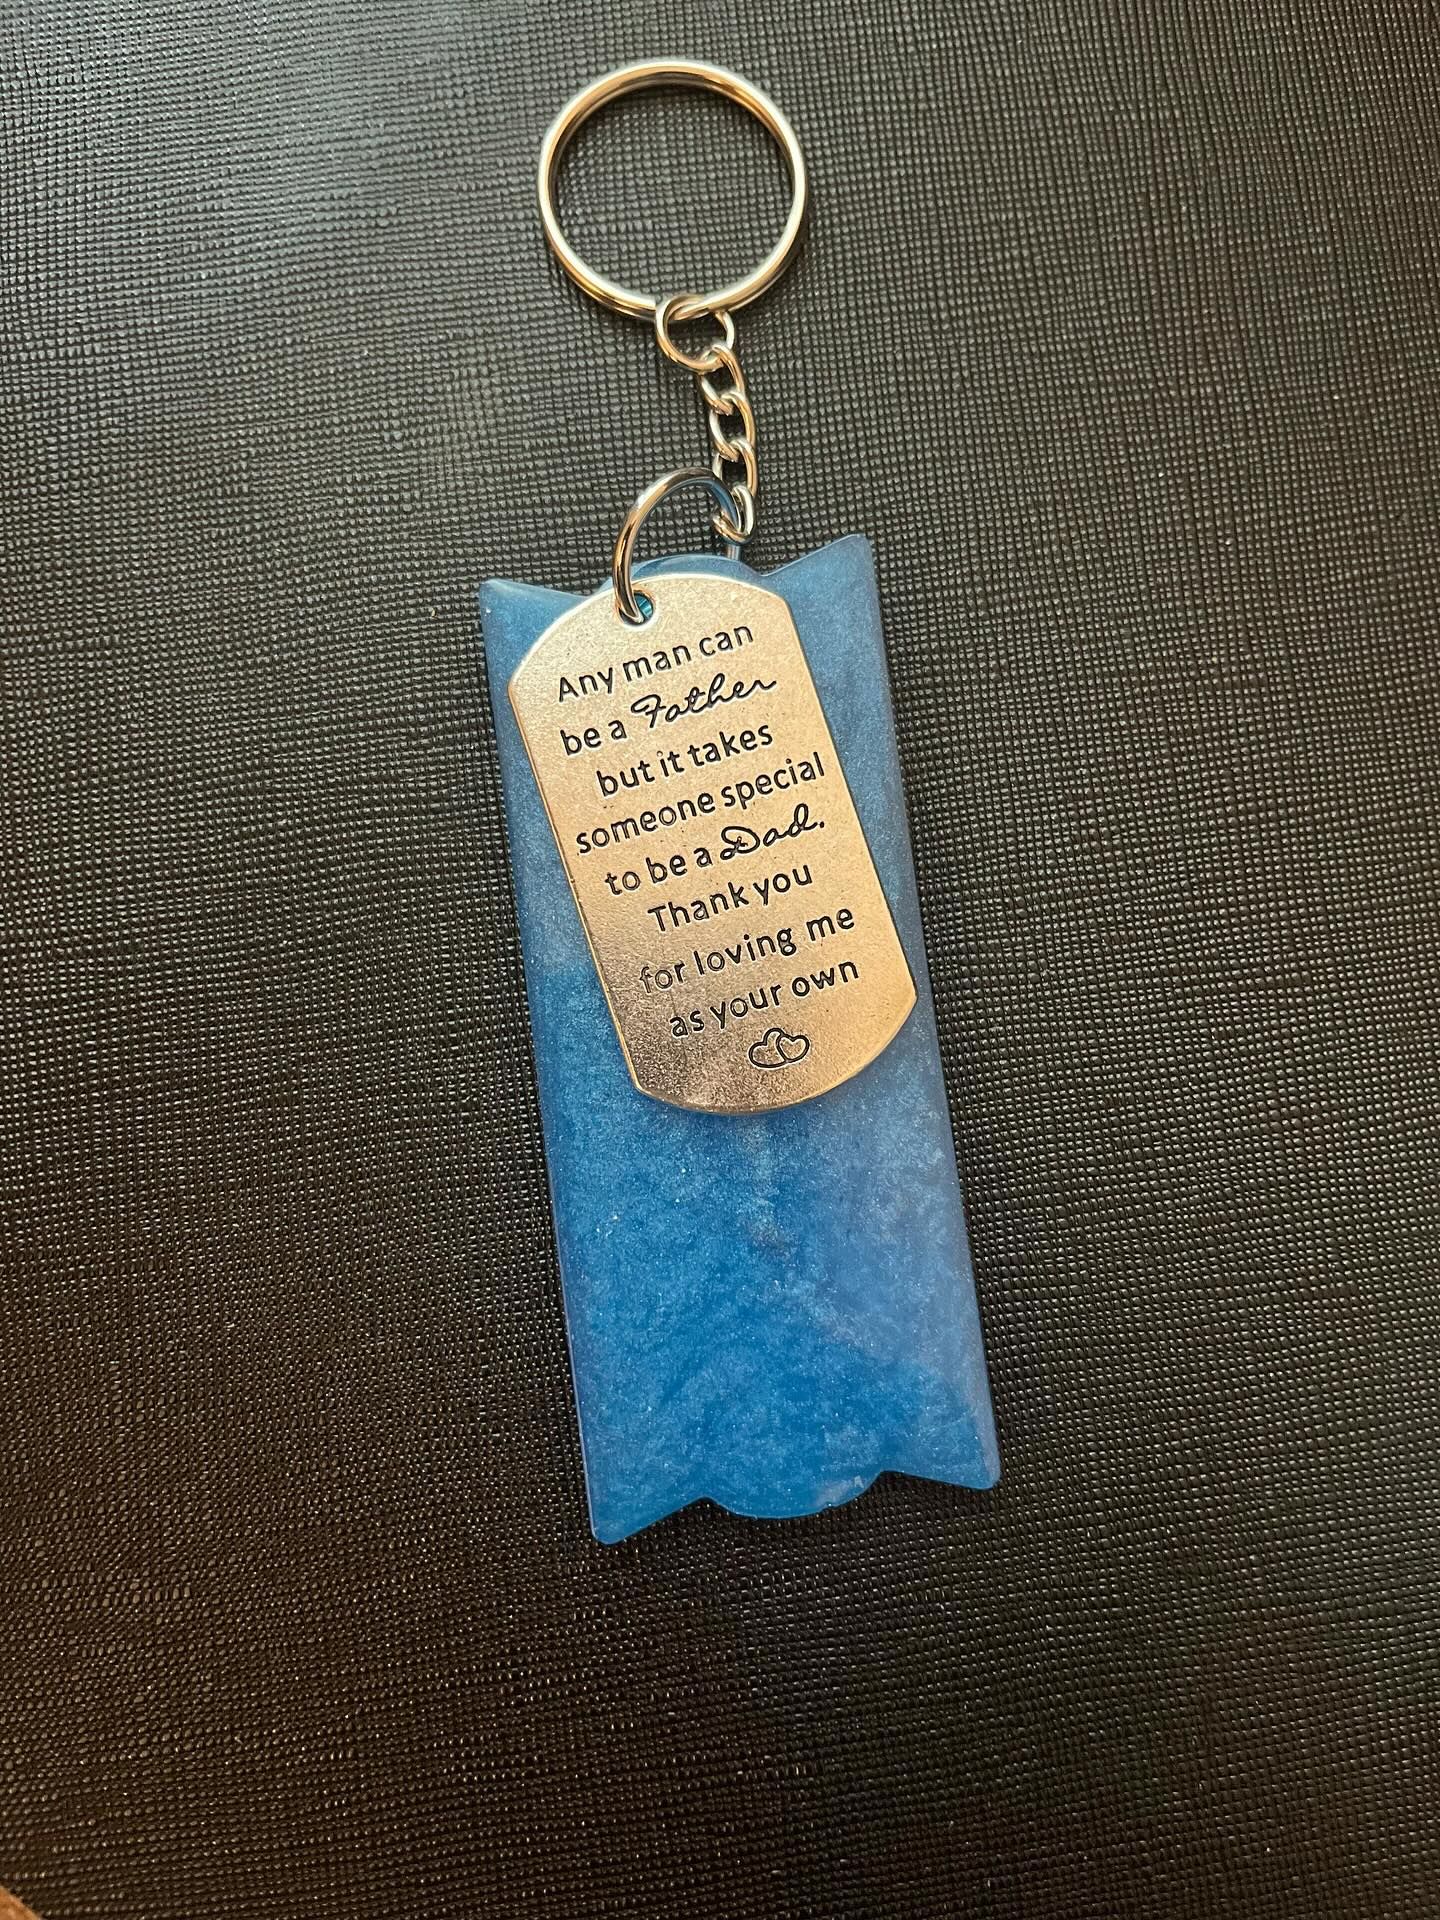 Any man can
be a Father
but it takes
someone special
to be a Dad.
Thank you
for loving me
as your own